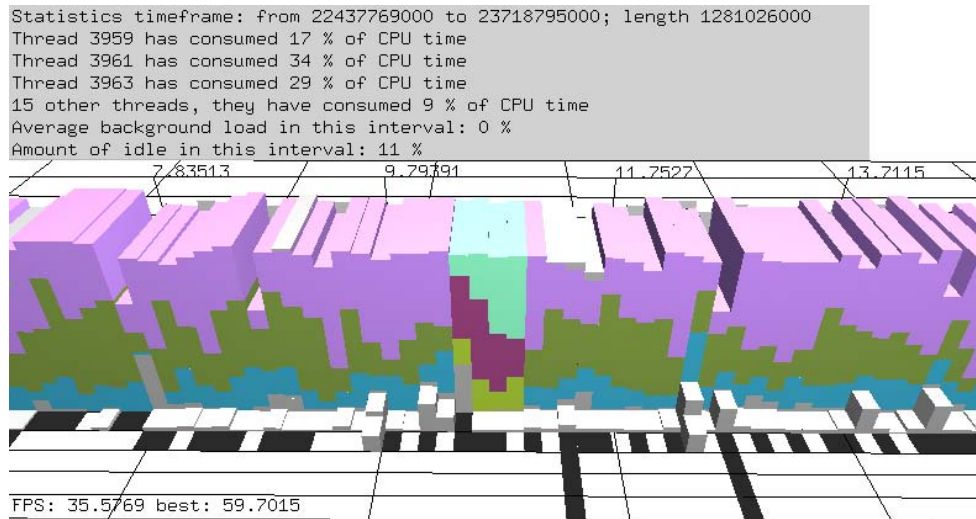 Statistics timeframe: from 22437769000 to 23718795000; length 1281026000
Thread 3959 has consumed 17 % of CPU time
Thread 3961 has consumed 34 % of CPU time
Thread 3963 has consumed 29 % of CPU time
15 other threads, they have consumed 9 % of CPU time
Average background load in this interval: 0 %
Amount of idle in this interval: 11 %
7.83513 9.79391 11.7527 13.7115
FPS: 35.5769 best: 59.7015